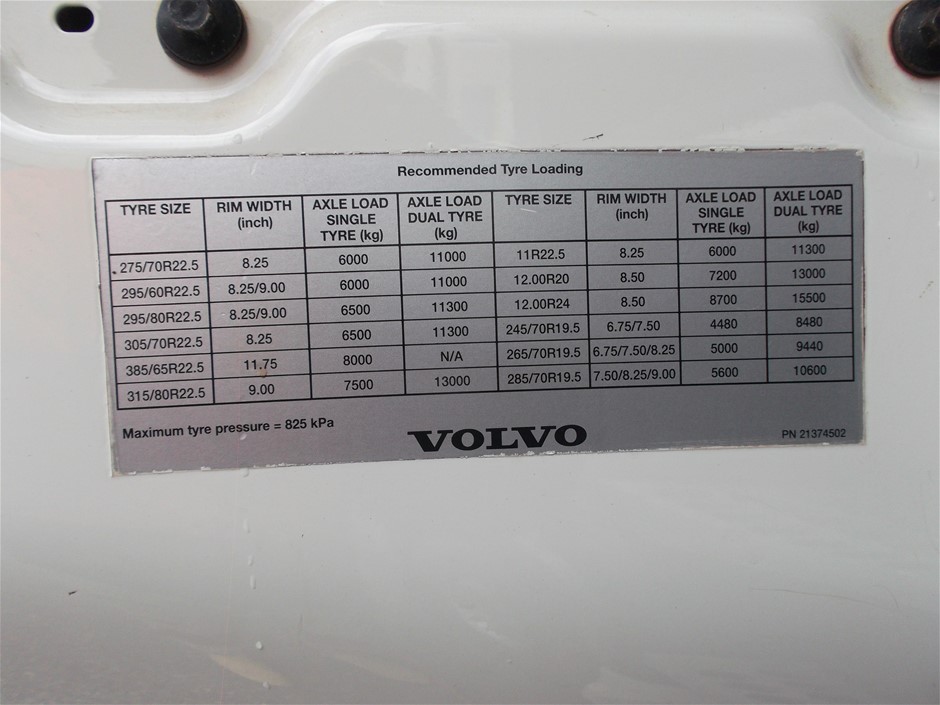 Recommended Tyre Loading
TYRE SIZE RIM WIDTH (inch) AXLE LOAD SINGLE TYRE (kg) AXLE LOAD DUAL TYRE (kg) TYRE SIZE RIM WIDTH (inch) AXLE LOAD SINGLE TYRE (kg) AXLE LOAD DUAL TYRE (kg)
275/70R22.5 8.25 6000 11000 11R22.5 8.25 6000 11300
295/60R22.5 8.25/9.00 6000 11000 12.00R20 8.50 7200 13000
295/80R22.5 8.25/9.00 6500 11300 12.00R24 8.50 8700 15500
305/70R22.5 8.25 6500 11300 245/70R19.5 6.75/7.50 4480 8480
385/65R22.5 11.75 8000 N/A 265/70R19.5 6.75/7.50/8.25 5000 9440
315/80R22.5 9.00 7500 13000 285/70R19.5 7.50/8.25/9.00 5600 10600
Maximum tyre pressure = 825 kPa
VOLVO
PN 21374502